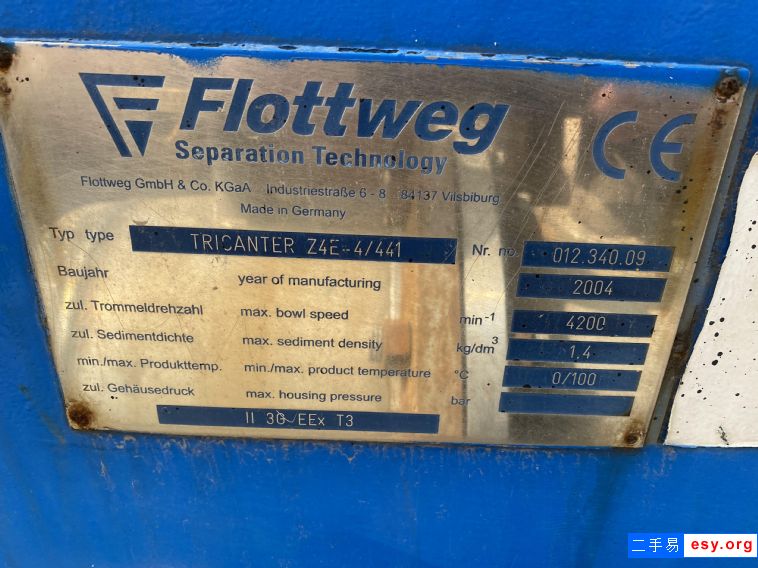 Flottweg
Separation Technology
CE
Flottweg GmbH & Co. KGaA Industriestraße 6 - 8 84137 Vilsbiburg
Made in Germany
Typ type TRICANTER Z4E-4/441 Nr. no. 012.340.09
Baujahr year of manufacturing 2004
zul. Trommeldrehzahl max. bowl speed min-1 4200
zul. Sedimentdichte max. sediment density kg/dm3 1,4
min./max. Produkttemp. min./max. product temperature °C 0/100
zul. Gehäusedruck max. housing pressure bar
II 3G EEx T3
二手易 esy.org